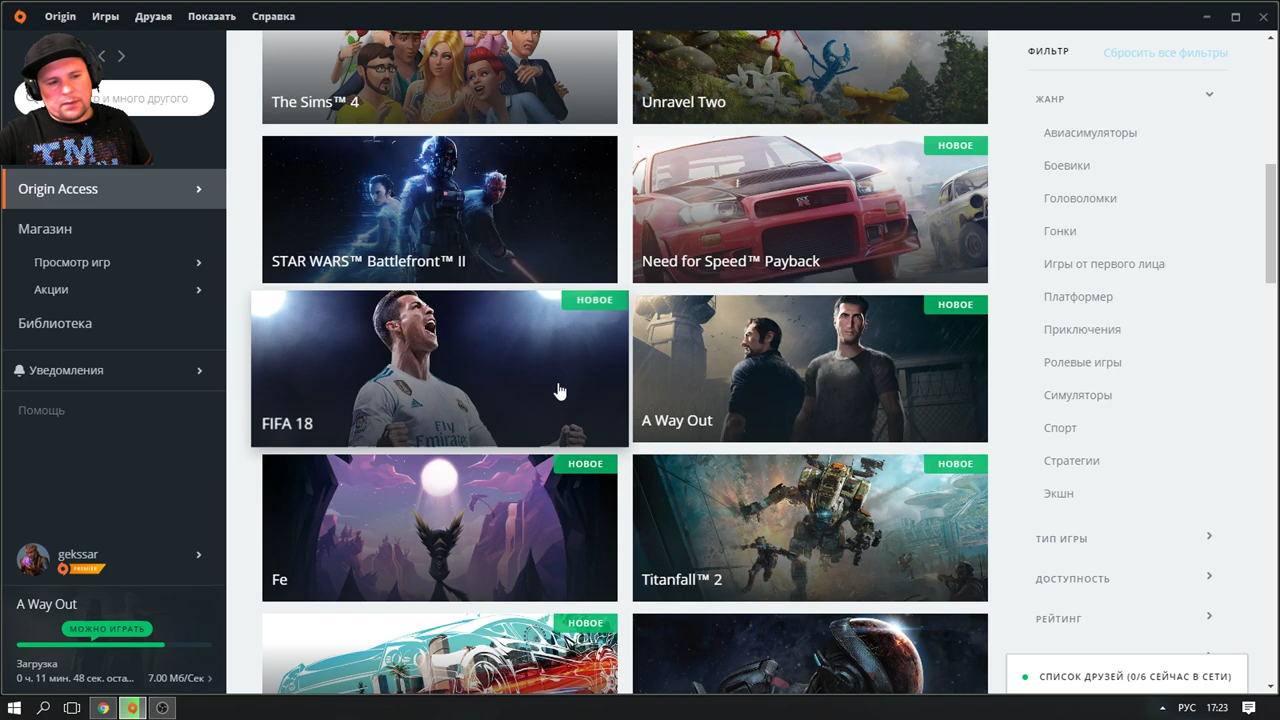 Origin
Игры
Друзья
Показать
Справка
и много другого
Origin Access
Магазин
Просмотр игр
Акции
Библиотека
Уведомления
Помощь
gekssar
PREMIER
A Way Out
МОЖНО ИГРАТЬ
Загрузка
0 ч. 11 мин. 48 сек. оста...
7.00 Мб/Сек
The Sims™ 4
Unravel Two
STAR WARS™ Battlefront™ II
НОВОЕ
Need for Speed™ Payback
НОВОЕ
Fly
Emirates
FIFA 18
НОВОЕ
A Way Out
НОВОЕ
Fe
НОВОЕ
Titanfall™ 2
НОВОЕ
ФИЛЬТР
Сбросить все фильтры
ЖАНР
Авиасимуляторы
Боевики
Головоломки
Гонки
Игры от первого лица
Платформер
Приключения
Ролевые игры
Симуляторы
Спорт
Стратегии
Экшн
ТИП ИГРЫ
ДОСТУПНОСТЬ
РЕЙТИНГ
СПИСОК ДРУЗЕЙ (0/6 СЕЙЧАС В СЕТИ)
РУС
17:23